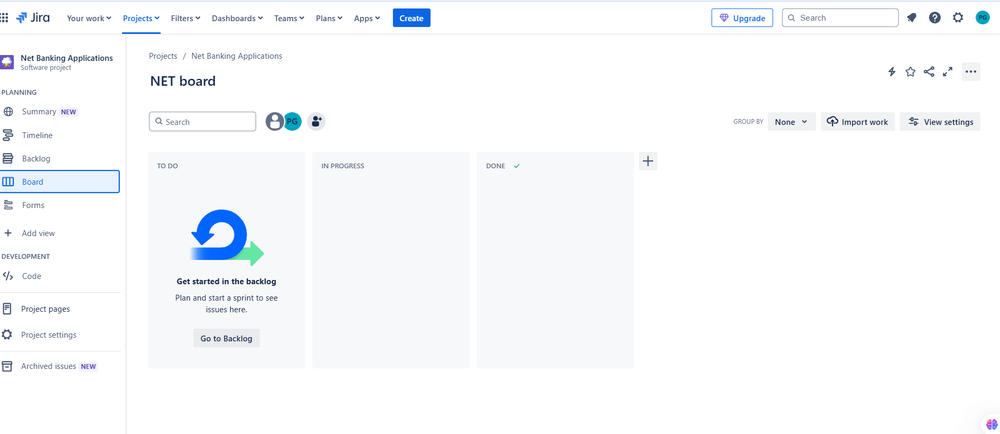 Jira
Your work
Projects
Filters
Dashboards
Teams
Plans
Apps
Create
Upgrade
Search
PG
Net Banking Applications
Software project
PLANNING
Summary NEW
Timeline
Backlog
Board
Forms
Add view
DEVELOPMENT
Code
Project pages
Project settings
Archived issues NEW
Projects / Net Banking Applications
NET board
Search
PG
GROUP BY
None
Import work
View settings
TO DO
Get started in the backlog
Plan and start a sprint to see
issues here.
Go to Backlog
IN PROGRESS
DONE